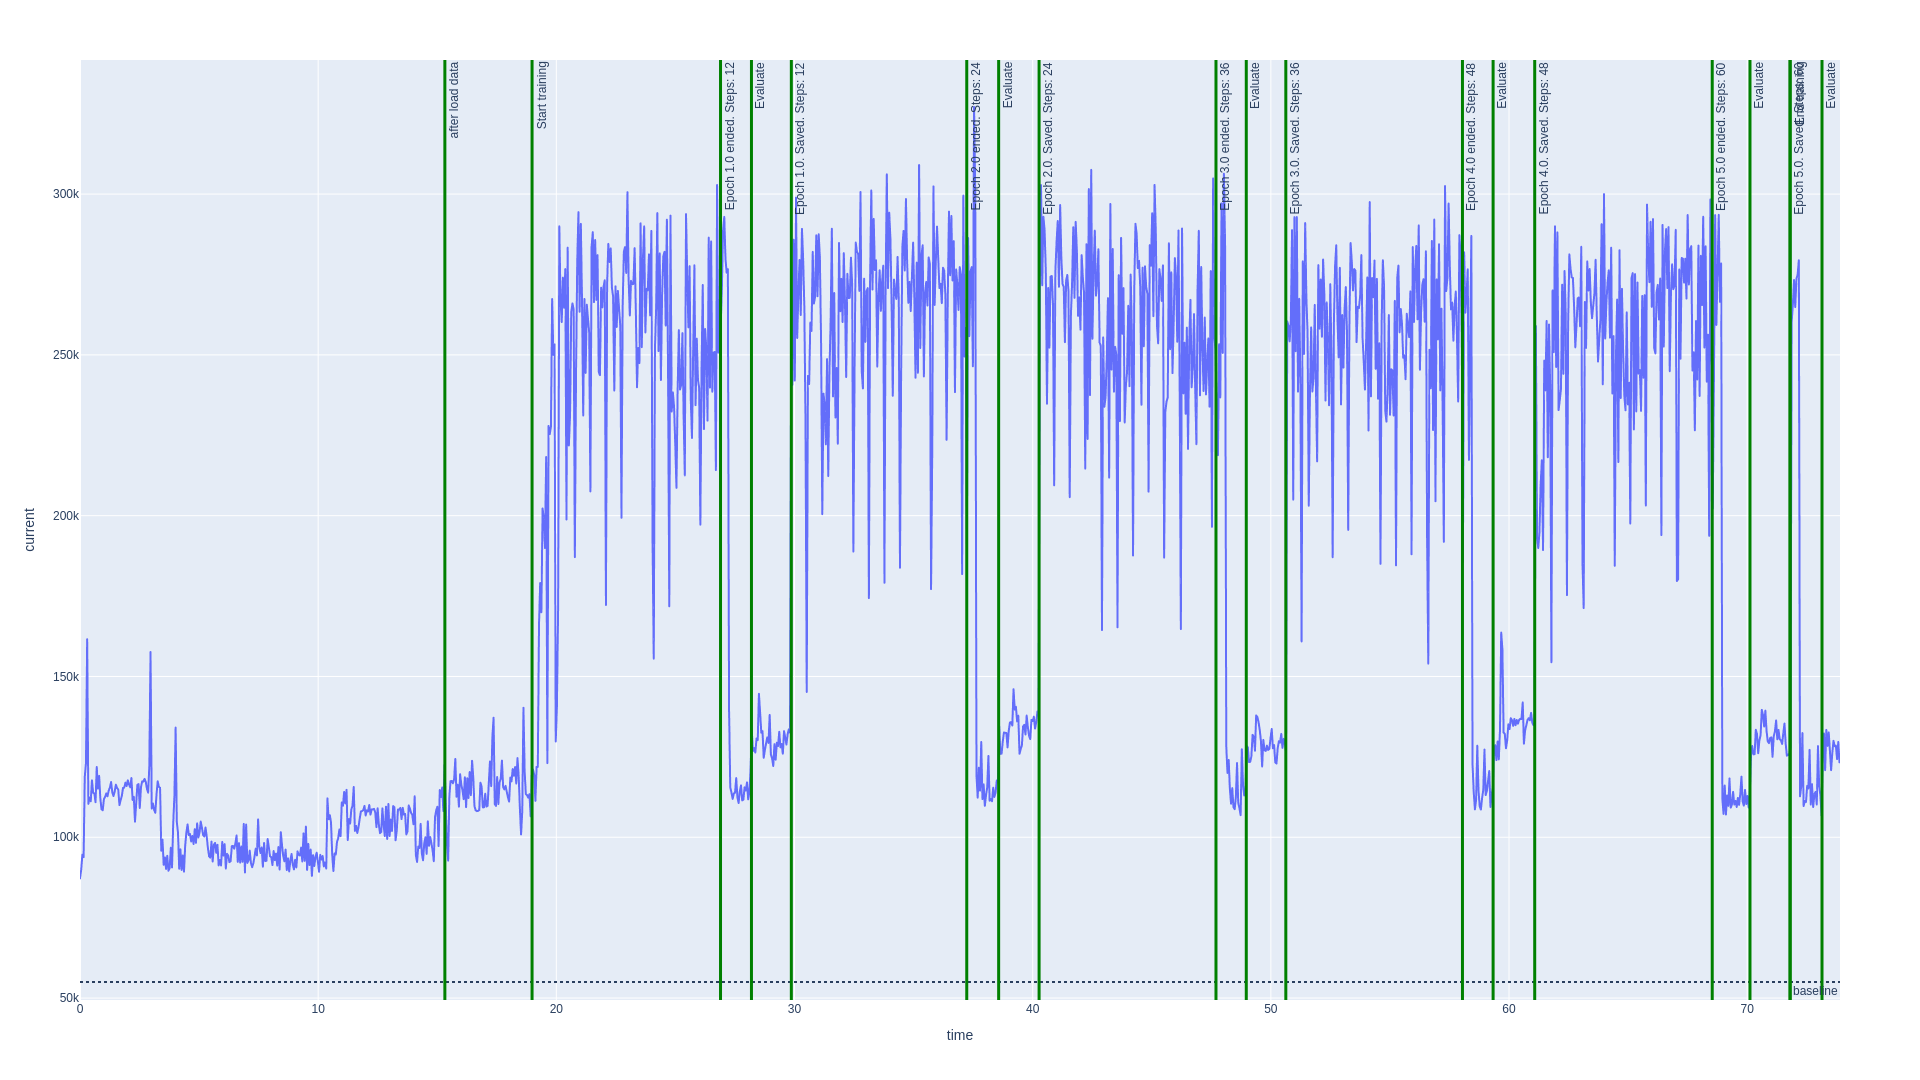 after load data
Start training
Epoch 1.0 ended. Steps: 12
Evaluate
Epoch 1.0. Saved. Steps: 12
Epoch 2.0 ended. Steps: 24
Evaluate
Epoch 2.0. Saved. Steps: 24
Epoch 3.0 ended. Steps: 36
Evaluate
Epoch 3.0. Saved. Steps: 36
Epoch 4.0 ended. Steps: 48
Evaluate
Epoch 4.0. Saved. Steps: 48
Epoch 5.0 ended. Steps: 60
Evaluate
Epoch 5.0. Saved. Steps: 60
Evaluate
300k
250k
200k
150k
100k
50k
current
baseline
0 10 20 30 40 50 60 70
time